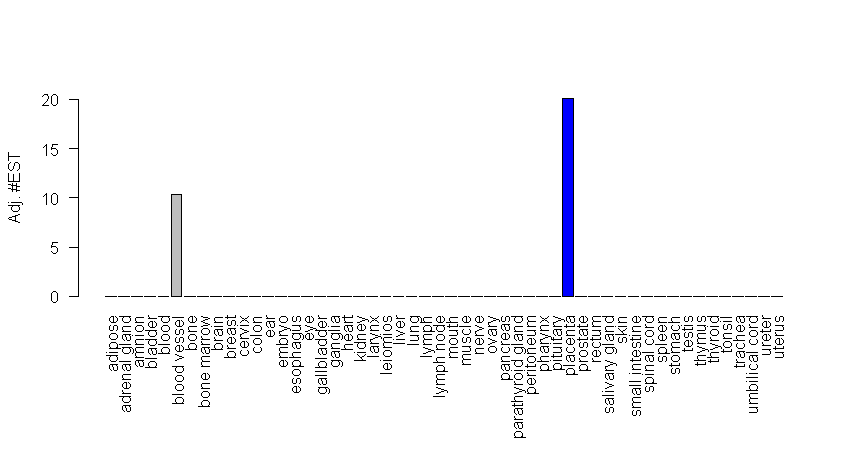 Adj. #EST
20
15
10
5
0
adipose
adrenal gland
amnion
bladder
blood
blood vessel
bone
bone marrow
brain
breast
cervix
colon
ear
embryo
esophagus
eye
gallbladder
ganglia
heart
kidney
larynx
leiomios
liver
lung
lymph
lymph node
mouth
muscle
nerve
ovary
pancreas
parathyroid gland
peritoneum
pharynx
pituitary
placenta
prostate
rectum
salivary gland
skin
small intestine
spinal cord
spleen
stomach
testis
thymus
thyroid
tonsil
trachea
umbilical cord
ureter
uterus